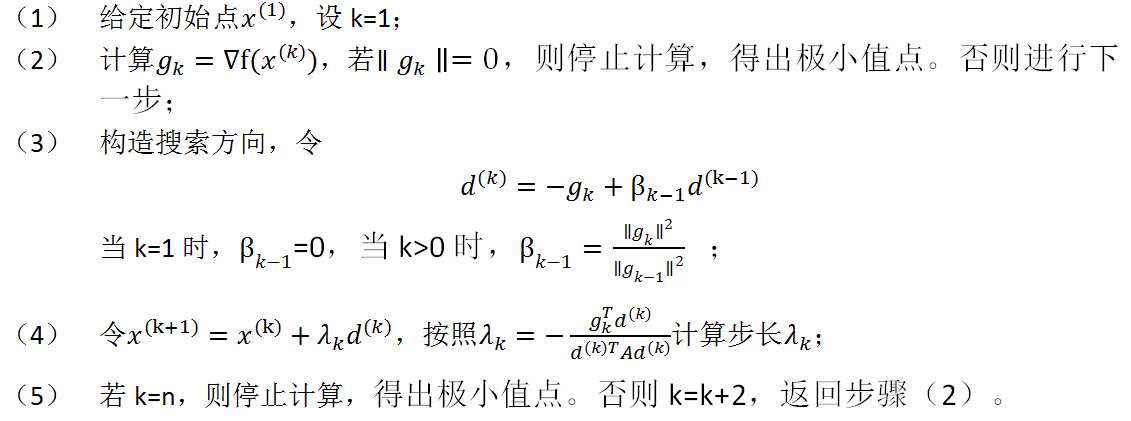 （1） 给定初始点x^(1)，设 k=1；
（2） 计算g_k = ∇f(x^(k))，若‖ g_k ‖= 0，则停止计算，得出极小值点。否则进行下
一步；
（3） 构造搜索方向，令
d^(k) = −g_k + β_{k−1}d^(k−1)
当 k=1 时，β_{k−1}=0，当 k>0 时，β_{k−1} = ‖g_k‖^2 / ‖g_{k−1}‖^2 ；
（4） 令x^(k+1) = x^(k) + λ_k d^(k)，按照λ_k = − g_k^T d^(k) / d^(k)T A d^(k) 计算步长λ_k；
（5） 若 k=n，则停止计算，得出极小值点。否则 k=k+2，返回步骤（2）。